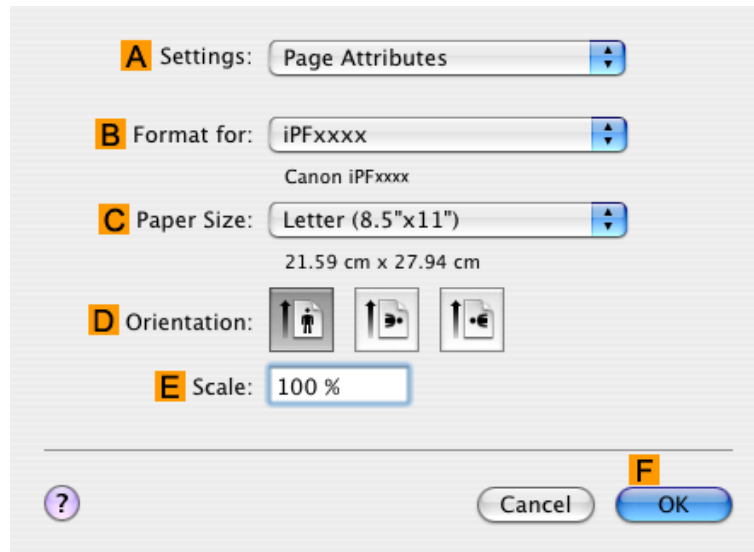 A Settings: Page Attributes
B Format for: iPFxxxx
Canon iPFxxxx
C Paper Size: Letter (8.5"x11")
21.59 cm x 27.94 cm
D Orientation:
E Scale: 100 %
F
? Cancel OK